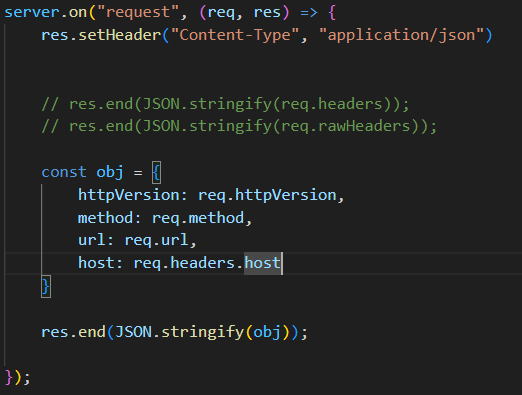 server.on("request", (req, res) => {
    res.setHeader("Content-Type", "application/json")
    // res.end(JSON.stringify(req.headers));
    // res.end(JSON.stringify(req.rawHeaders));
    const obj = {
        httpVersion: req.httpVersion,
        method: req.method,
        url: req.url,
        host: req.headers.host
    }
    res.end(JSON.stringify(obj));
});